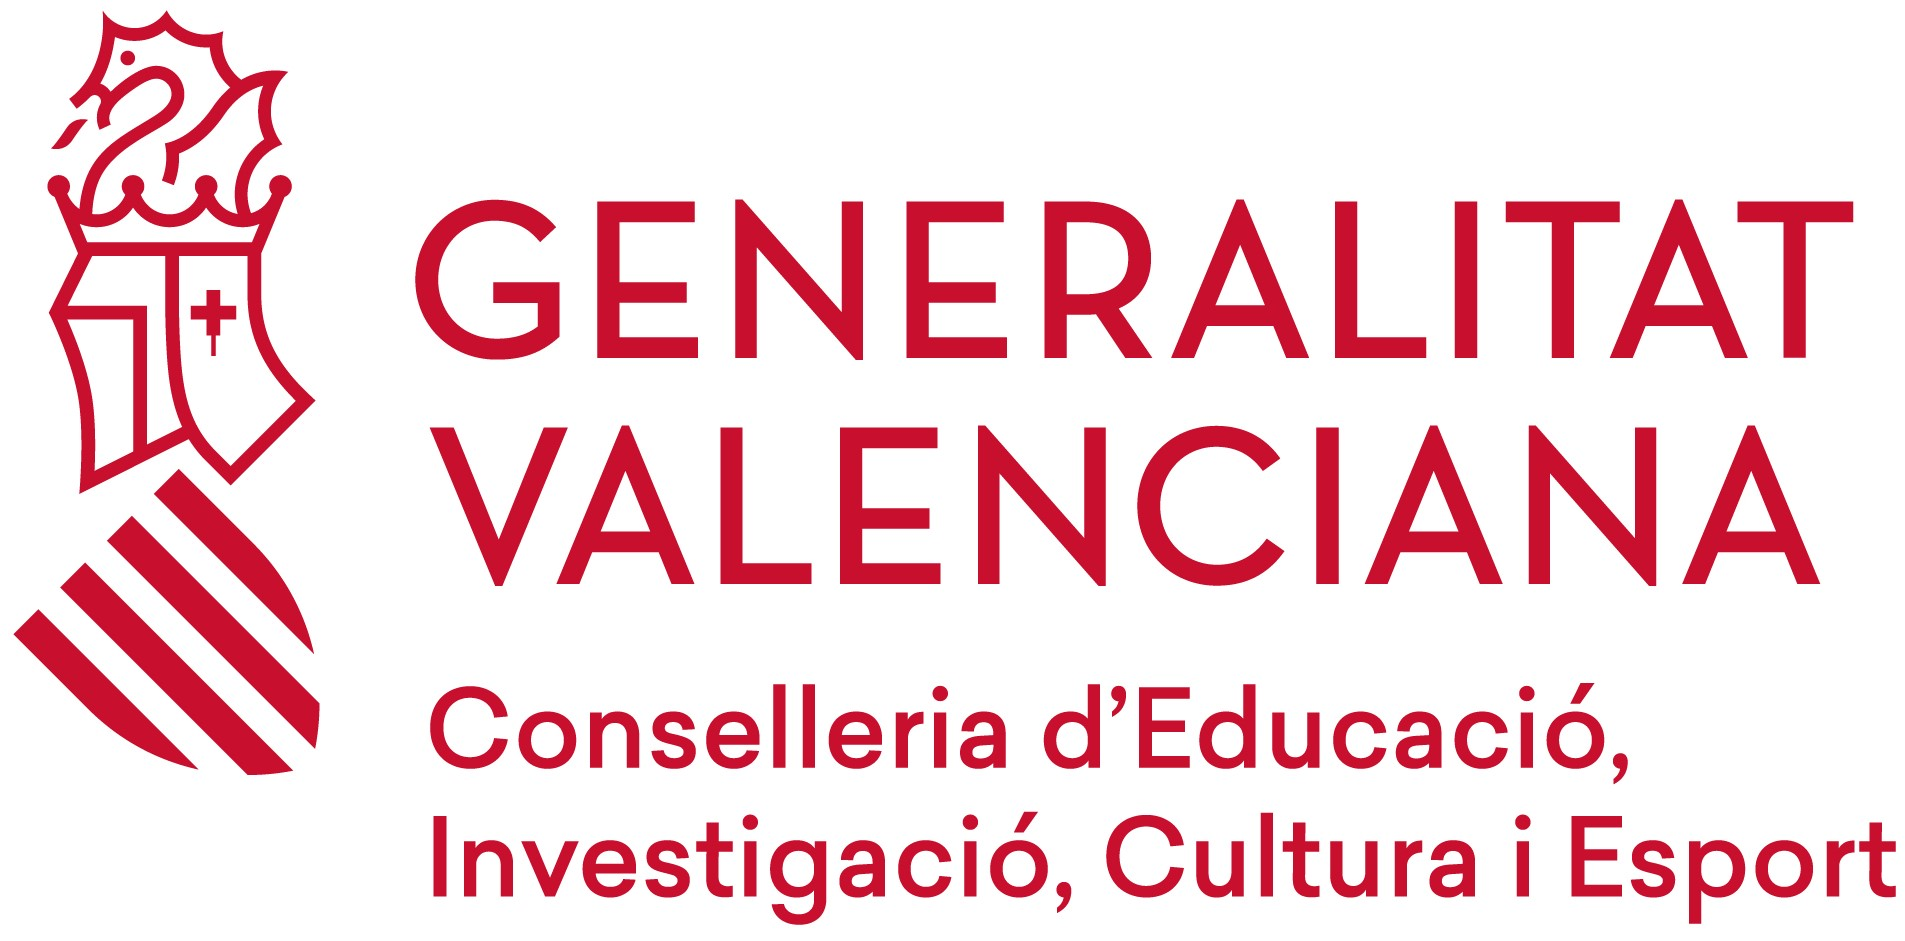 GENERALITAT
VALENCIANA
Conselleria d’Educació,
Investigació, Cultura i Esport